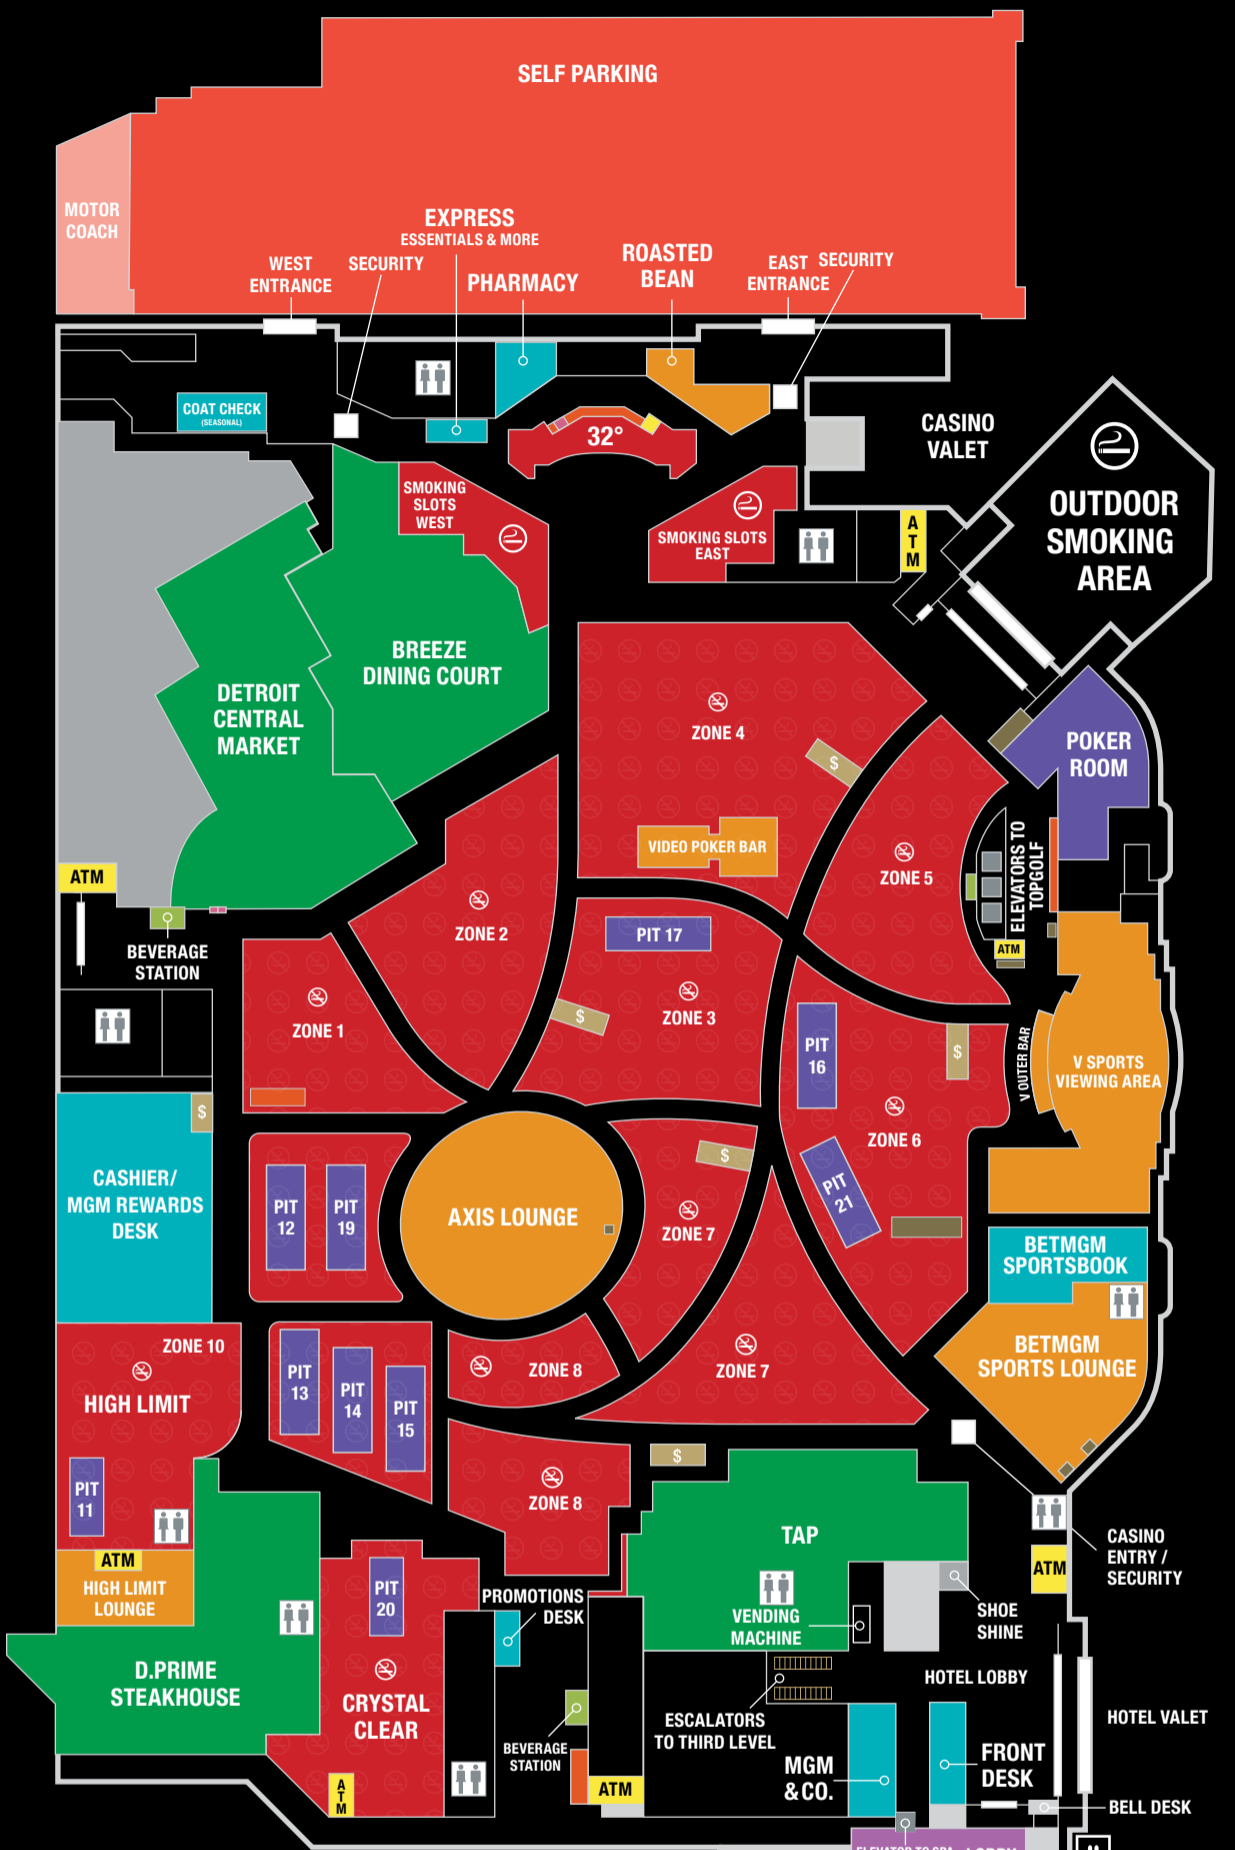 SELF PARKING
MOTOR
COACH
EXPRESS
ESSENTIALS & MORE
WEST
ENTRANCE
SECURITY
PHARMACY
ROASTED
BEAN
EAST
ENTRANCE
SECURITY
COAT CHECK
(SEASONAL)
32°
CASINO
VALET
SMOKING
SLOTS
WEST
SMOKING SLOTS
EAST
ATM
OUTDOOR
SMOKING
AREA
BREEZE
DINING COURT
DETROIT
CENTRAL
MARKET
ZONE 4
$
VIDEO POKER BAR
POKER
ROOM
ZONE 5
ELEVATORS TO
TOPGOLF
ATM
ATM
BEVERAGE
STATION
ZONE 2
PIT 17
ZONE 1
$
ZONE 3
PIT
16
$
V OUTER BAR
V SPORTS
VIEWING AREA
ZONE 6
$
CASHIER/
MGM REWARDS
DESK
PIT
12
PIT
19
AXIS LOUNGE
$
ZONE 7
PIT
21
BETMGM
SPORTSBOOK
BETMGM
SPORTS LOUNGE
ZONE 10
HIGH LIMIT
PIT
13
PIT
14
PIT
15
ZONE 8
ZONE 7
PIT
11
ZONE 8
$
TAP
ATM
HIGH LIMIT
LOUNGE
PIT
20
PROMOTIONS
DESK
VENDING
MACHINE
SHOE
SHINE
ATM
CASINO
ENTRY /
SECURITY
D.PRIME
STEAKHOUSE
CRYSTAL
CLEAR
HOTEL LOBBY
ESCALATORS
TO THIRD LEVEL
BEVERAGE
STATION
HOTEL VALET
ATM
ATM
MGM
& CO.
FRONT
DESK
BELL DESK
ELEVATOR TO SPA
LOBBY